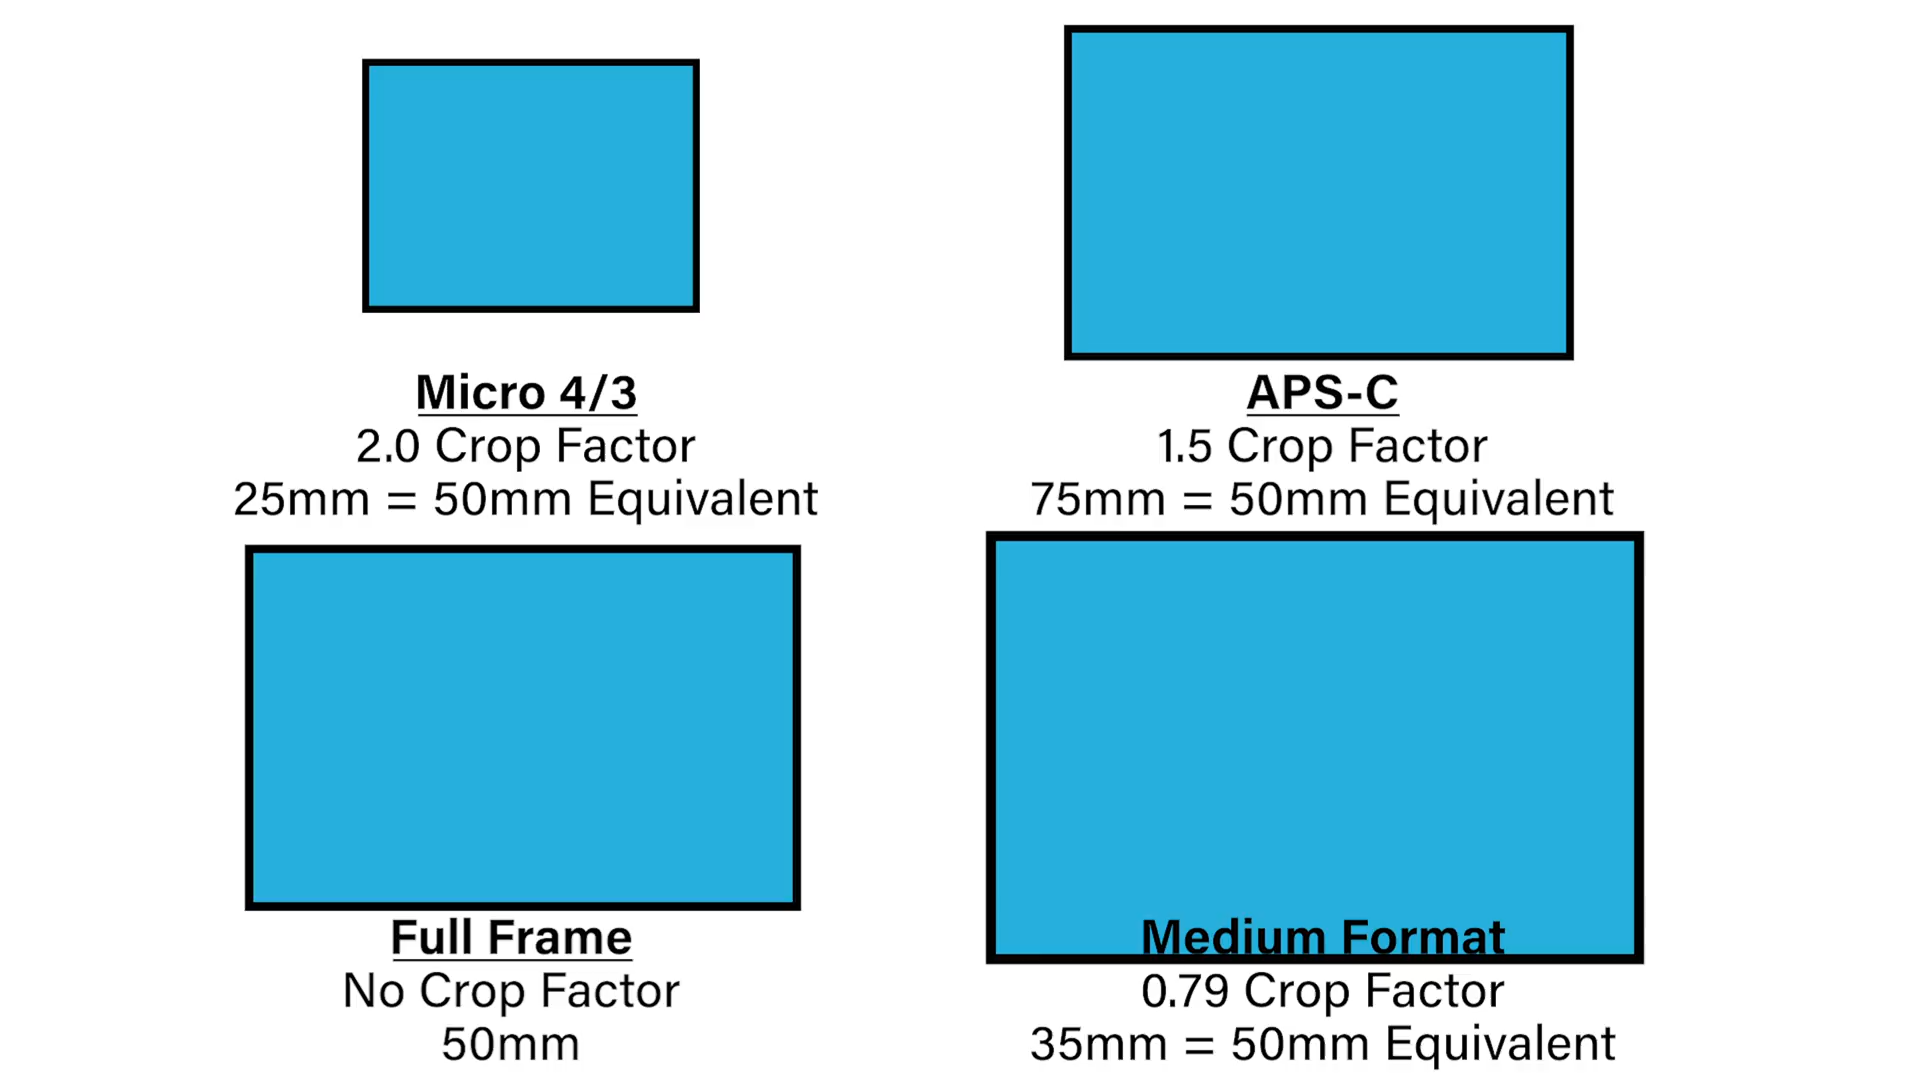 Micro 4/3
2.0 Crop Factor
25mm = 50mm Equivalent
APS-C
1.5 Crop Factor
75mm = 50mm Equivalent
Full Frame
No Crop Factor
50mm
Medium Format
0.79 Crop Factor
35mm = 50mm Equivalent